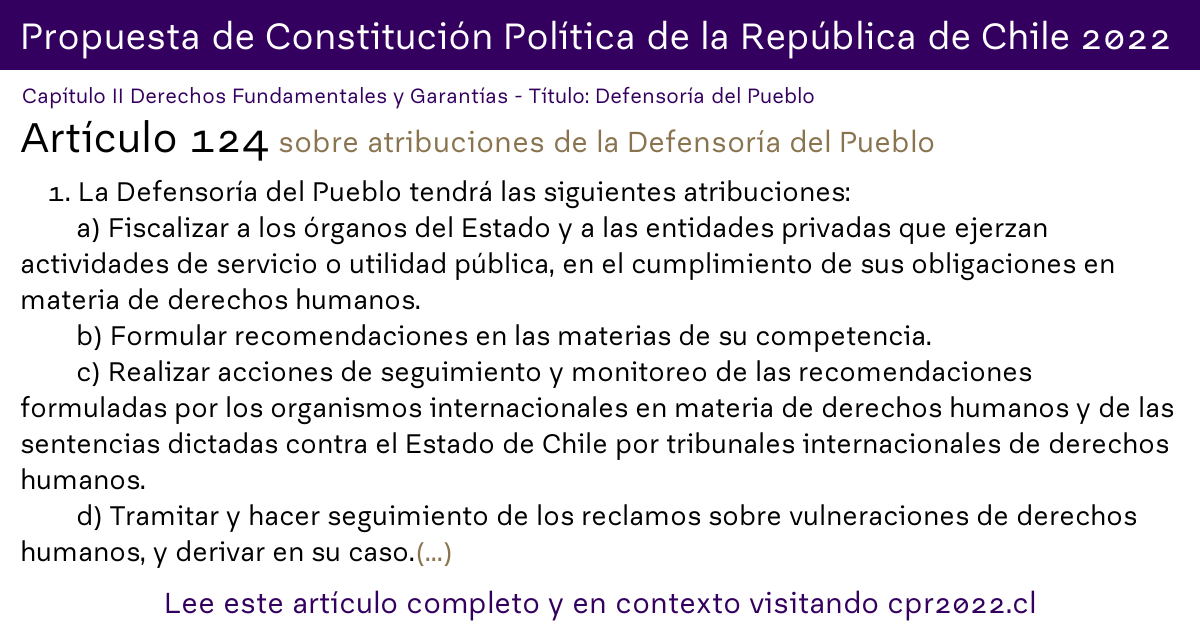 Propuesta de Constitución Política de la República de Chile 2022
Capítulo II Derechos Fundamentales y Garantías - Título: Defensoría del Pueblo
Artículo 124 sobre atribuciones de la Defensoría del Pueblo
1. La Defensoría del Pueblo tendrá las siguientes atribuciones:
a) Fiscalizar a los órganos del Estado y a las entidades privadas que ejerzan
actividades de servicio o utilidad pública, en el cumplimiento de sus obligaciones en
materia de derechos humanos.
b) Formular recomendaciones en las materias de su competencia.
c) Realizar acciones de seguimiento y monitoreo de las recomendaciones
formuladas por los organismos internacionales en materia de derechos humanos y de las
sentencias dictadas contra el Estado de Chile por tribunales internacionales de derechos
humanos.
d) Tramitar y hacer seguimiento de los reclamos sobre vulneraciones de derechos
humanos, y derivar en su caso.(...)
Lee este artículo completo y en contexto visitando cpr2022.cl